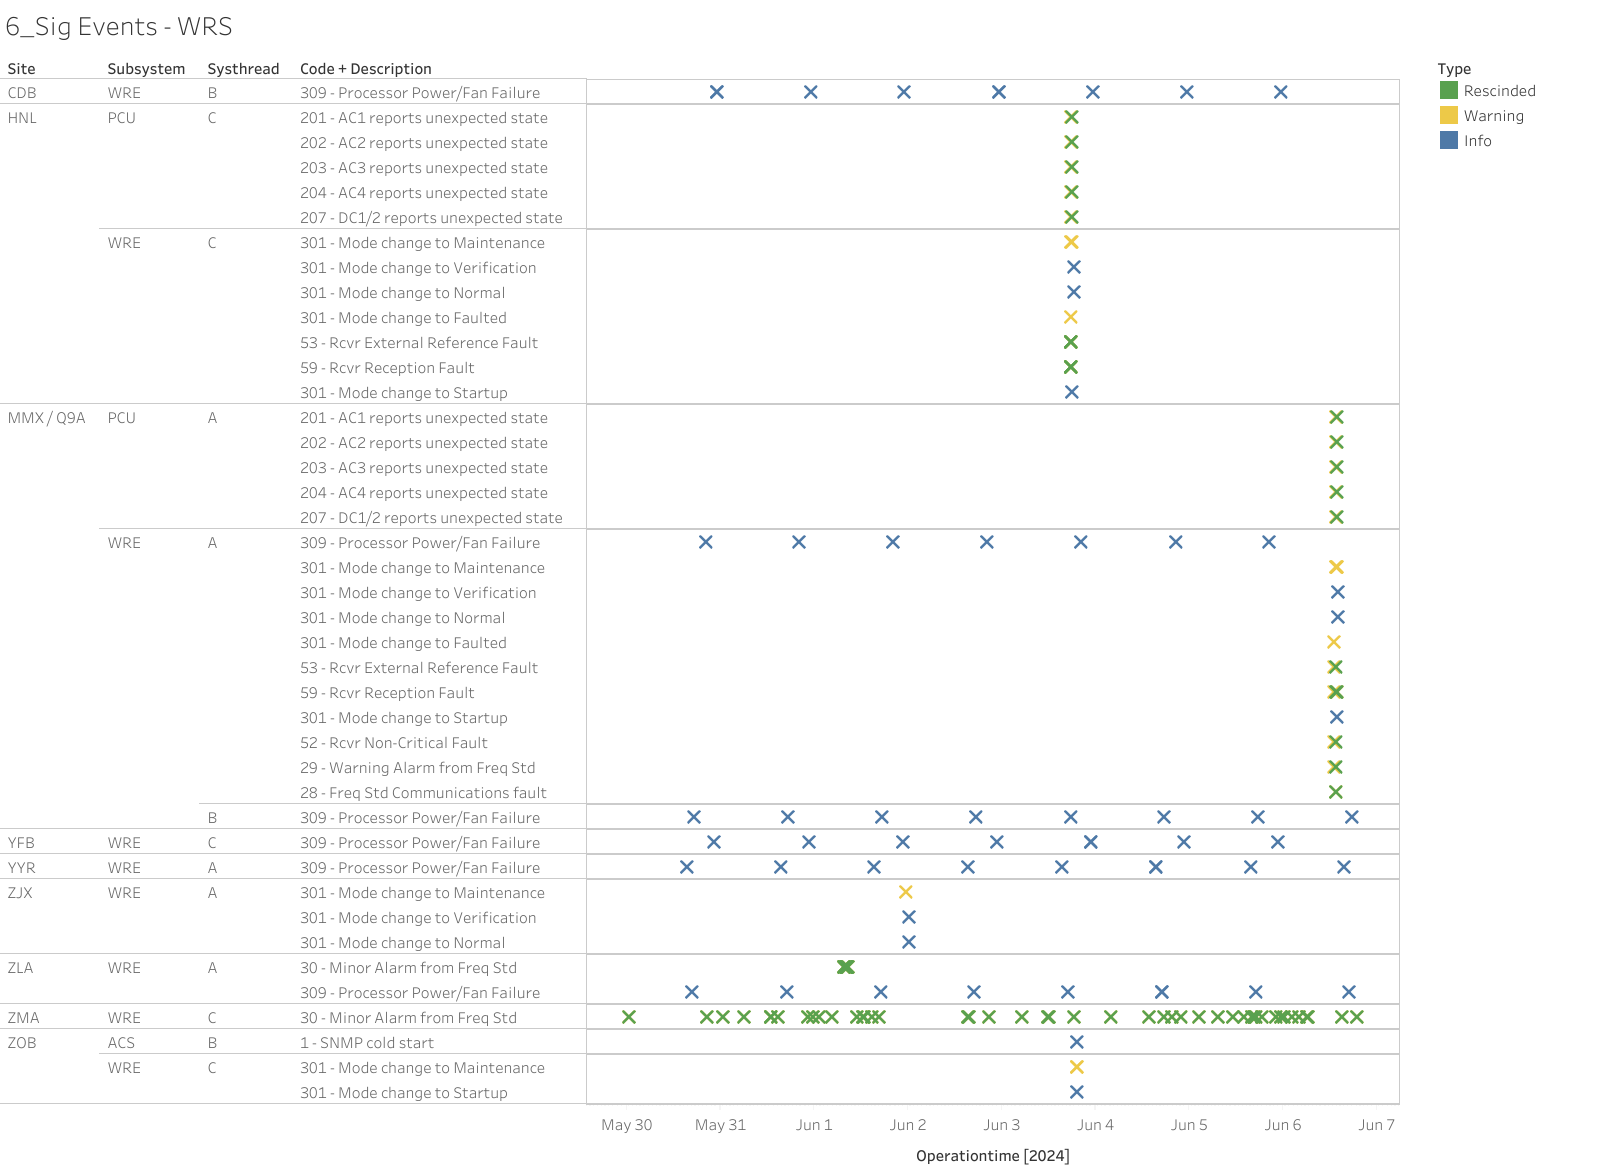 6_Sig Events - WRS
Site Subsystem Systhread Code + Description
Type
Rescinded
Warning
Info
CDB WRE B 309 - Processor Power/Fan Failure
HNL PCU C 201 - AC1 reports unexpected state
202 - AC2 reports unexpected state
203 - AC3 reports unexpected state
204 - AC4 reports unexpected state
207 - DC1/2 reports unexpected state
WRE C 301 - Mode change to Maintenance
301 - Mode change to Verification
301 - Mode change to Normal
301 - Mode change to Faulted
53 - Rcvr External Reference Fault
59 - Rcvr Reception Fault
301 - Mode change to Startup
MMX / Q9A PCU A 201 - AC1 reports unexpected state
202 - AC2 reports unexpected state
203 - AC3 reports unexpected state
204 - AC4 reports unexpected state
207 - DC1/2 reports unexpected state
WRE A 309 - Processor Power/Fan Failure
301 - Mode change to Maintenance
301 - Mode change to Verification
301 - Mode change to Normal
301 - Mode change to Faulted
53 - Rcvr External Reference Fault
59 - Rcvr Reception Fault
301 - Mode change to Startup
52 - Rcvr Non-Critical Fault
29 - Warning Alarm from Freq Std
28 - Freq Std Communications fault
B 309 - Processor Power/Fan Failure
YFB WRE C 309 - Processor Power/Fan Failure
YYR WRE A 309 - Processor Power/Fan Failure
ZJX WRE A 301 - Mode change to Maintenance
301 - Mode change to Verification
301 - Mode change to Normal
ZLA WRE A 30 - Minor Alarm from Freq Std
309 - Processor Power/Fan Failure
ZMA WRE C 30 - Minor Alarm from Freq Std
ZOB ACS B 1 - SNMP cold start
WRE C 301 - Mode change to Maintenance
301 - Mode change to Startup
May 30 May 31 Jun 1 Jun 2 Jun 3 Jun 4 Jun 5 Jun 6 Jun 7
Operationtime [2024]